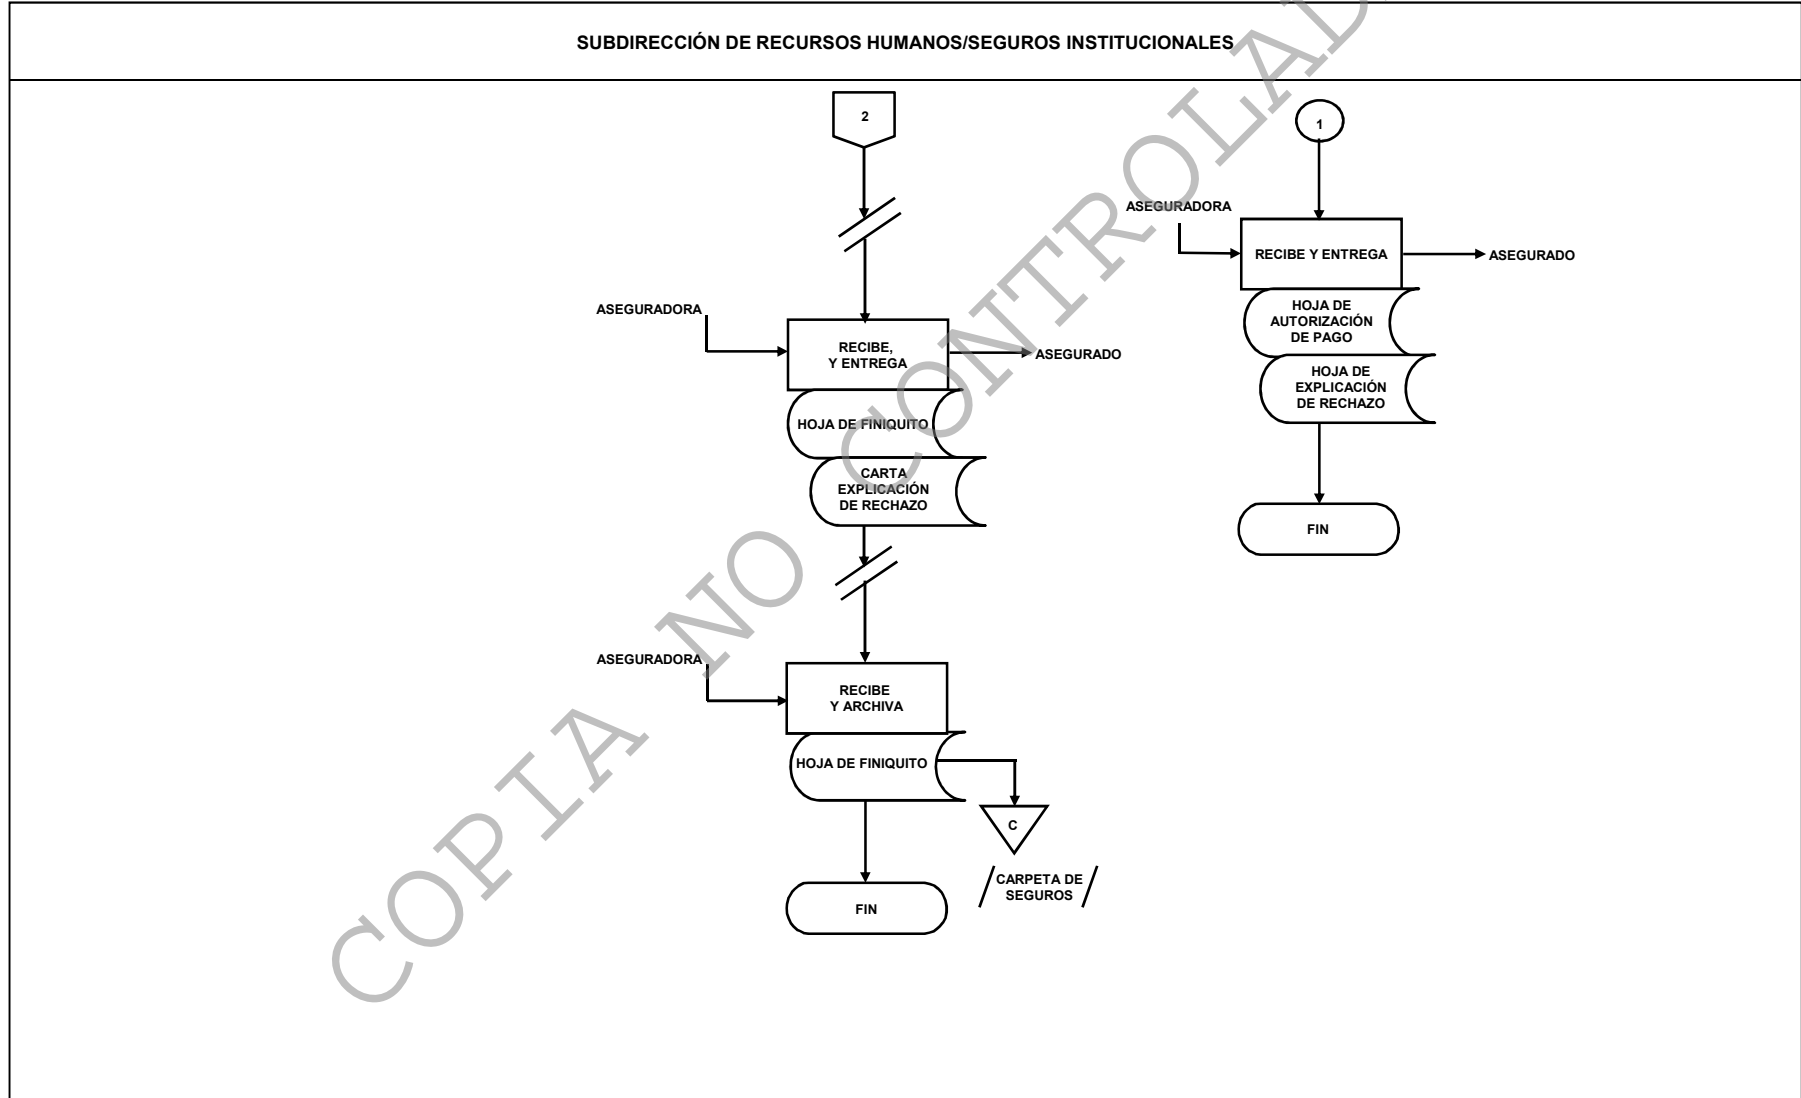 SUBDIRECCIÓN DE RECURSOS HUMANOS/SEGUROS INSTITUCIONALES
2
ASEGURADORA
RECIBE,
Y ENTREGA
ASEGURADO
HOJA DE FINIQUITO
CARTA
EXPLICACIÓN
DE RECHAZO
ASEGURADORA
RECIBE
Y ARCHIVA
HOJA DE FINIQUITO
C
CARPETA DE
SEGUROS
FIN
1
ASEGURADORA
RECIBE Y ENTREGA
ASEGURADO
HOJA DE
AUTORIZACIÓN
DE PAGO
HOJA DE
EXPLICACIÓN
DE RECHAZO
FIN
COPIA NO CONTROLAD